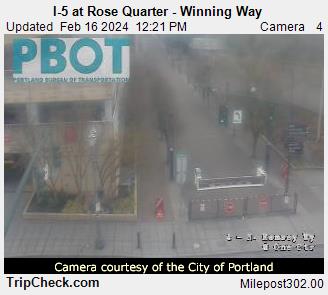 I-5 at Rose Quarter - Winning Way
Updated  Feb 16 2024  12:21 PM
Camera   4
PBOT
PORTLAND BUREAU OF TRANSPORTATION
Camera courtesy of the City of Portland
TripCheck.com
Milepost302.00